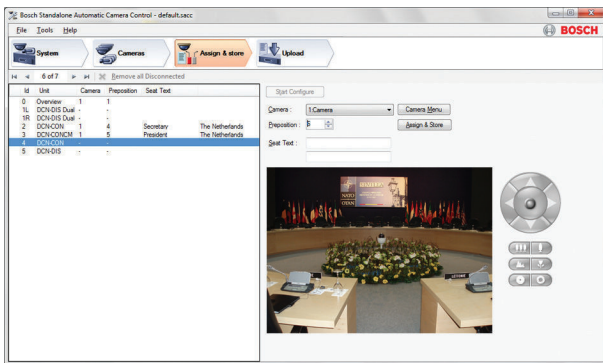 Bosch Standalone Automatic Camera Control - default.sacc
File Tools Help
BOSCH
System Cameras Assign & store Upload
6 of 7 Remove all Disconnected
Id Unit Camera Preposition Seat Text
0 Overview 1 1
1L DCN-DIS Dual - -
1R DCN-DIS Dual - -
2 DCN-CON 1 4 Secretary The Netherlands
3 DCN-CONCM 1 5 President The Netherlands
4 DCN-CON - -
5 DCN-DIS - -
Start Configure
Camera : 1:Camera Camera Menu
Preposition : 6 Assign & Store
Seat Text :
NATO
OTAN